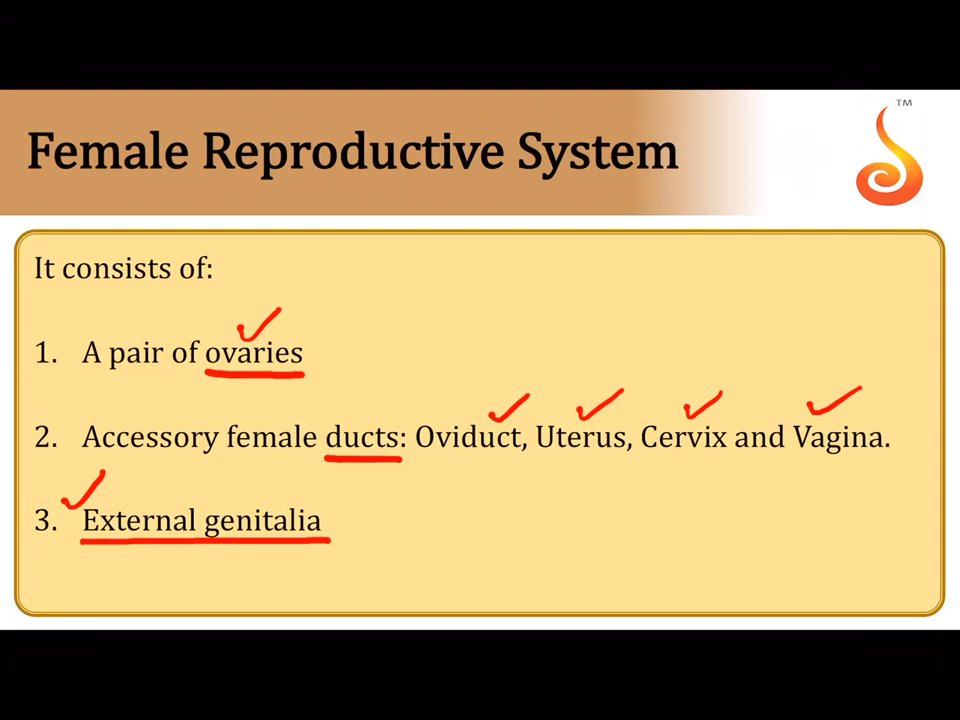 TM
Female Reproductive System
It consists of:
1. A pair of ovaries
2. Accessory female ducts: Oviduct, Uterus, Cervix and Vagina.
3. External genitalia